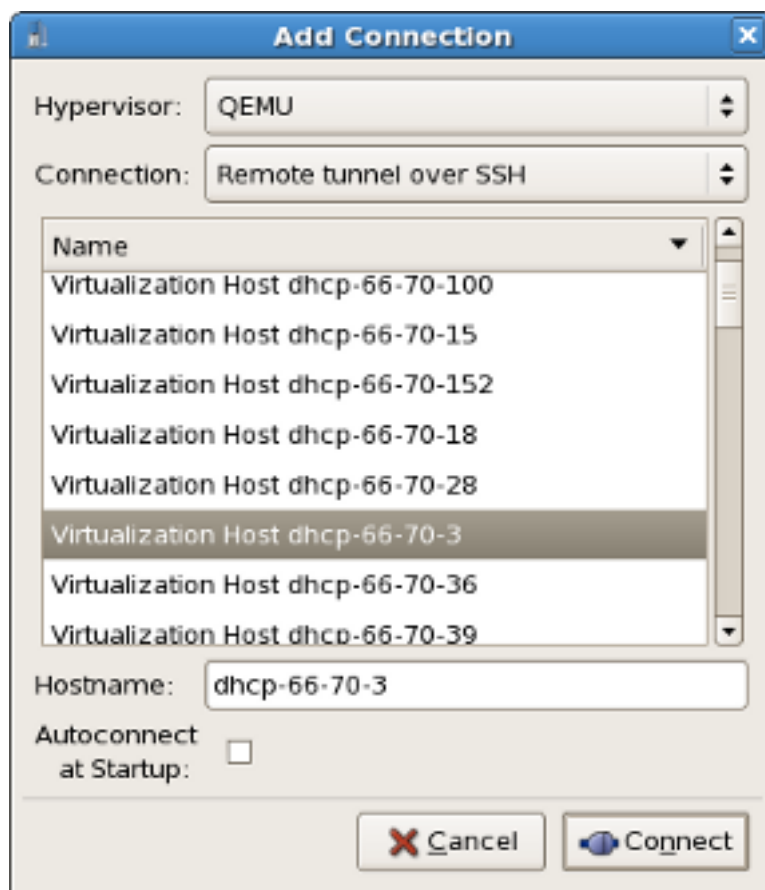 Add Connection
Hypervisor: QEMU
Connection: Remote tunnel over SSH
Name
Virtualization Host dhcp-66-70-100
Virtualization Host dhcp-66-70-15
Virtualization Host dhcp-66-70-152
Virtualization Host dhcp-66-70-18
Virtualization Host dhcp-66-70-28
Virtualization Host dhcp-66-70-3
Virtualization Host dhcp-66-70-36
Virtualization Host dhcp-66-70-39
Hostname: dhcp-66-70-3
Autoconnect
at Startup:
Cancel Connect